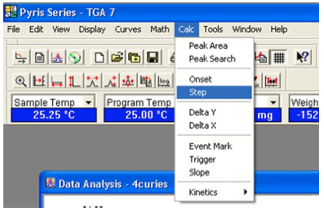 Pyris Series - TGA 7
File Edit View Display Curves Math Calc Tools Window Help
Peak Area
Peak Search
Onset
Step
Delta Y
Delta X
Event Mark
Trigger
Slope
Kinetics
Sample Temp Program Temp Weigh
25.25 °C 25.00 °C mg -152
Data Analysis - 4curies